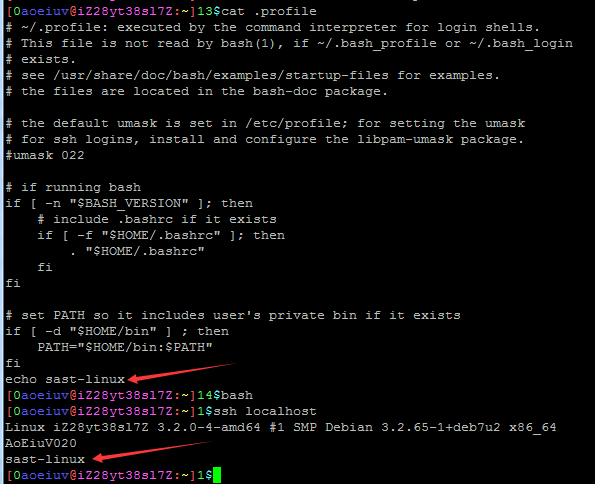 [0aoeiuv@iZ28yt38sl7Z:~]13$cat .profile
# ~/.profile: executed by the command interpreter for login shells.
# This file is not read by bash(1), if ~/.bash_profile or ~/.bash_login
# exists.
# see /usr/share/doc/bash/examples/startup-files for examples.
# the files are located in the bash-doc package.

# the default umask is set in /etc/profile; for setting the umask
# for ssh logins, install and configure the libpam-umask package.
#umask 022

# if running bash
if [ -n "$BASH_VERSION" ]; then
    # include .bashrc if it exists
    if [ -f "$HOME/.bashrc" ]; then
        . "$HOME/.bashrc"
    fi
fi

# set PATH so it includes user's private bin if it exists
if [ -d "$HOME/bin" ] ; then
    PATH="$HOME/bin:$PATH"
fi
echo sast-linux
[0aoeiuv@iZ28yt38sl7Z:~]14$bash
[0aoeiuv@iZ28yt38sl7Z:~]1$ssh localhost
Linux iZ28yt38sl7Z 3.2.0-4-amd64 #1 SMP Debian 3.2.65-1+deb7u2 x86_64
AoEiuV020
sast-linux
[0aoeiuv@iZ28yt38sl7Z:~]1$